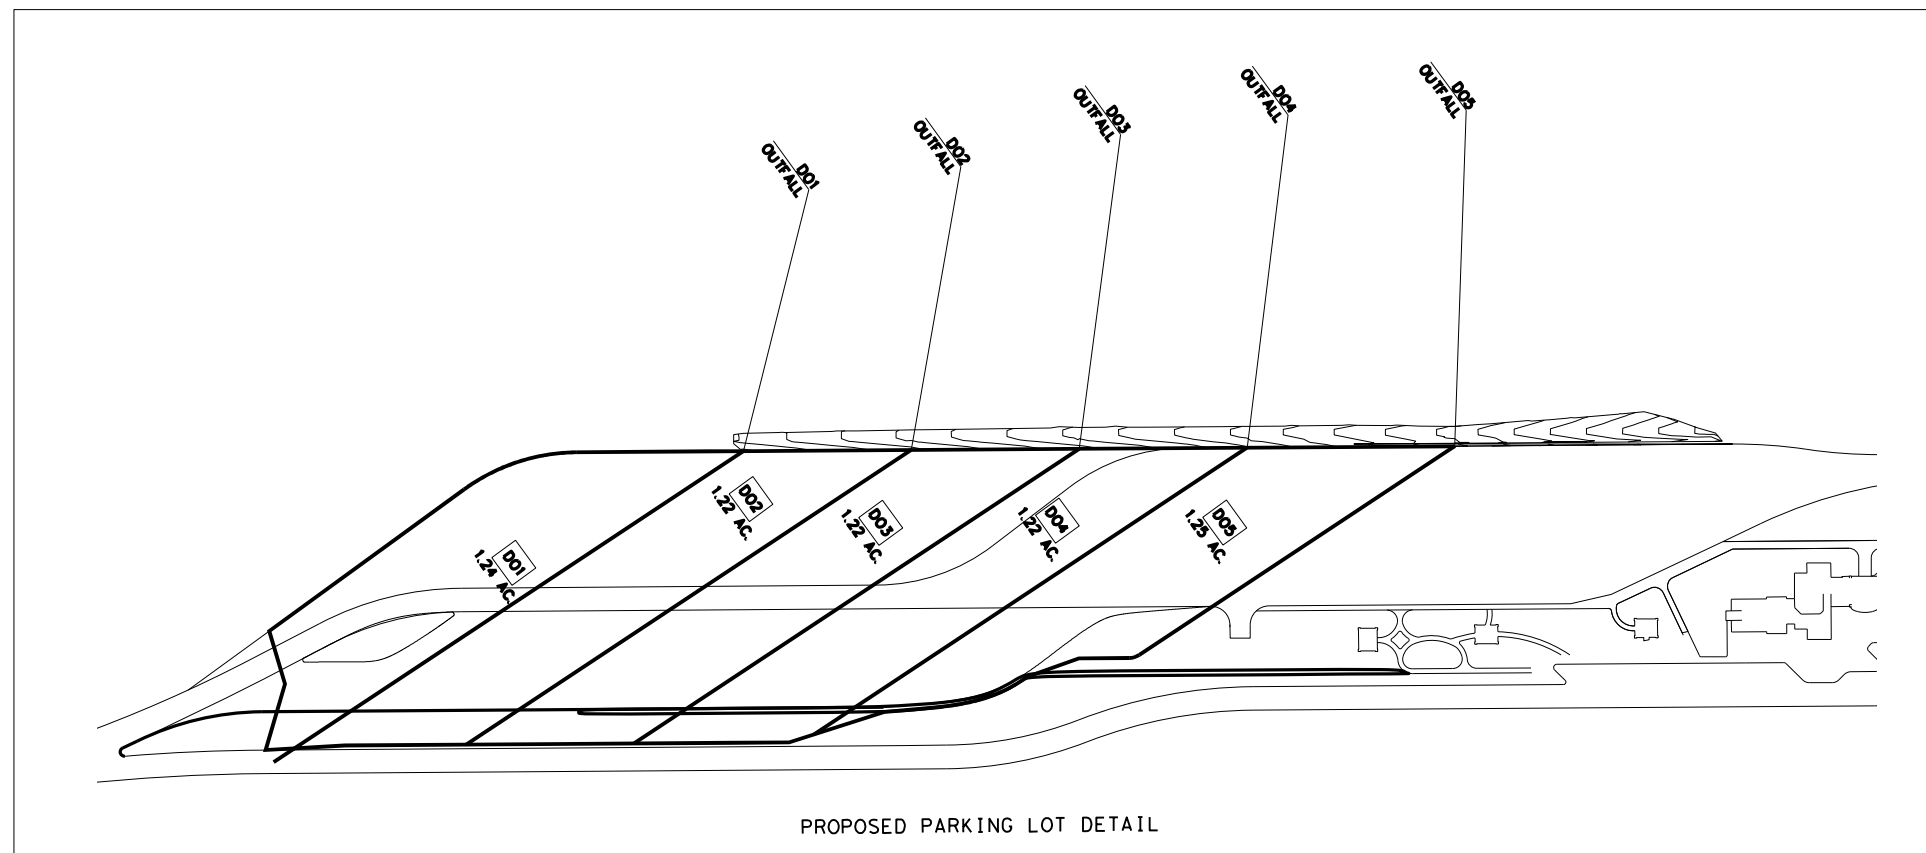 DO1
OUTFALL
DO2
OUTFALL
DO3
OUTFALL
DO4
OUTFALL
DO5
OUTFALL
DO1
1.24 AC.
DO2
1.22 AC.
DO3
1.22 AC.
DO4
1.22 AC.
DO5
1.25 AC.
PROPOSED PARKING LOT DETAIL